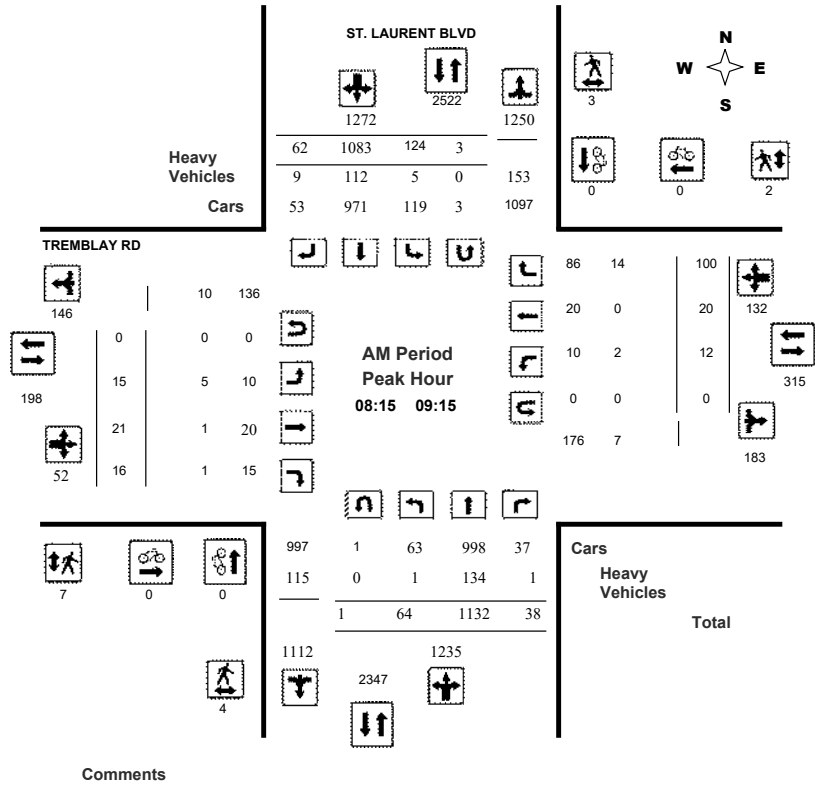 ST. LAURENT BLVD
N
W E
S
2522
3
1272 1250
62 1083 124 3
Heavy
Vehicles
9 112 5 0 153
0 0 2
Cars 53 971 119 3 1097
TREMBLAY RD
86 14 100
10 136
146
20 0 20 132
0 0 0
AM Period
Peak Hour
10 2 12
315
15 5 10
198
08:15 09:15
0 0 0
21 1 20
176 7
183
52
16 1 15
997 1 63 998 37 Cars
115 0 1 134 1 Heavy
Vehicles
7 0 0
1 64 1132 38
Total
1112 1235
2347
4
Comments